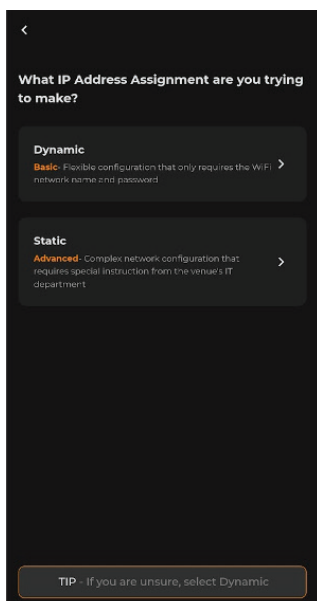 What IP Address Assignment are you trying
to make?
Dynamic
Basic- Flexible configuration that only requires the WiFi
network name and password
Static
Advanced- Complex network configuration that
requires special instruction from the venue's IT
department
TIP - If you are unsure, select Dynamic